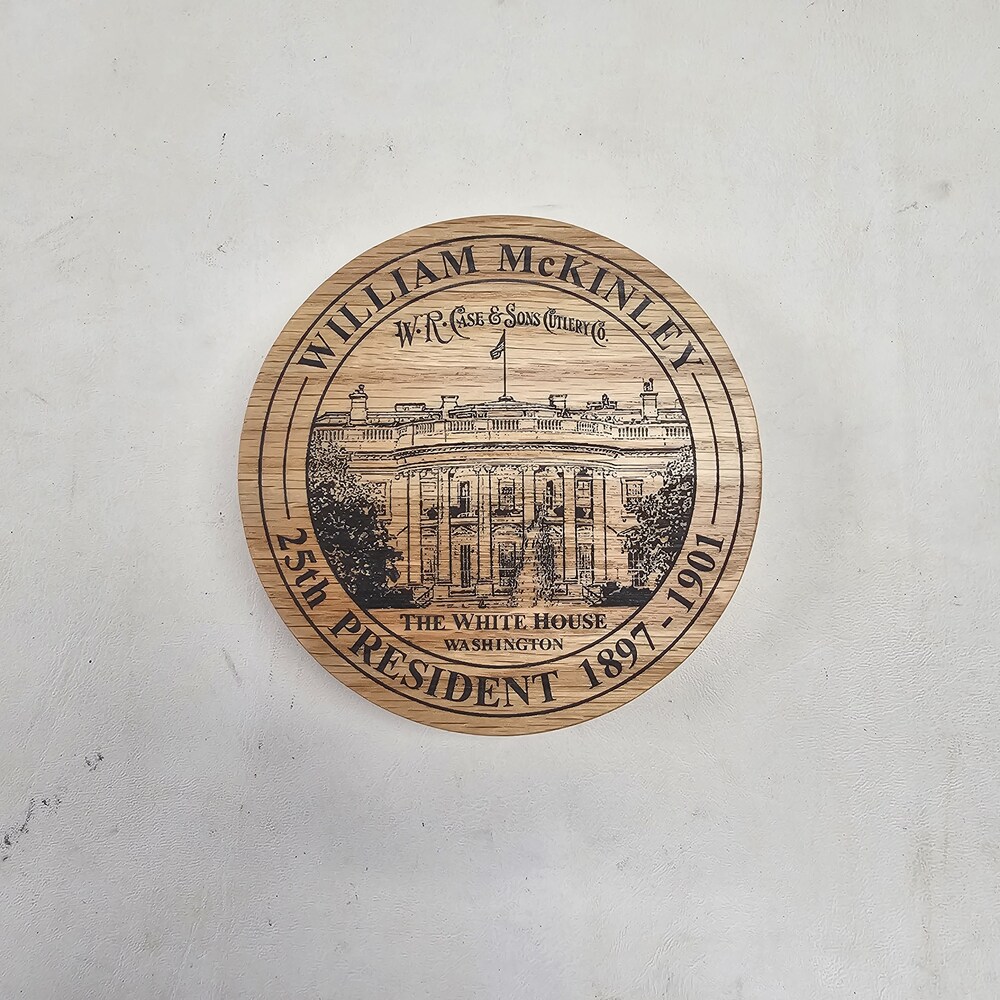 WILLIAM McKINLEY
W.R. CASE & SONS CUTLERY CO.
THE WHITE HOUSE
WASHINGTON
25th PRESIDENT 1897-1901